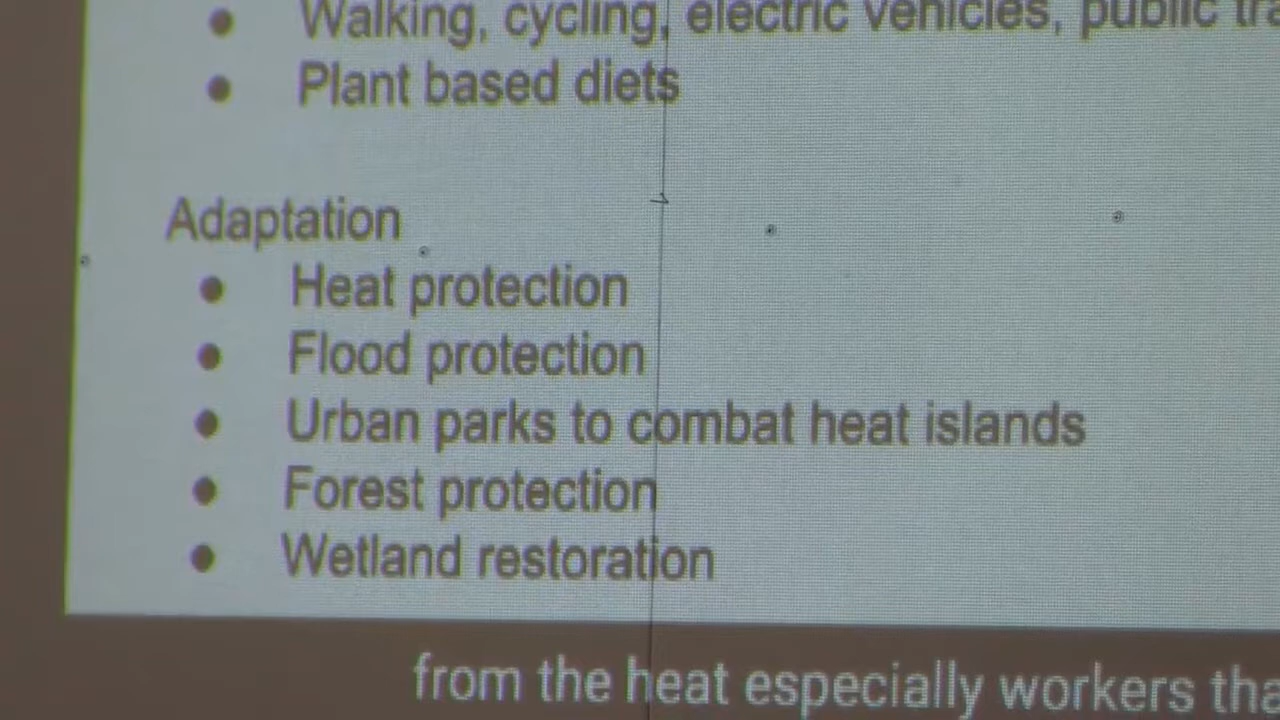 • Walking, cycling, electric vehicles, public
• Plant based diets
Adaptation
• Heat protection
• Flood protection
• Urban parks to combat heat islands
• Forest protection
• Wetland restoration
from the heat especially workers